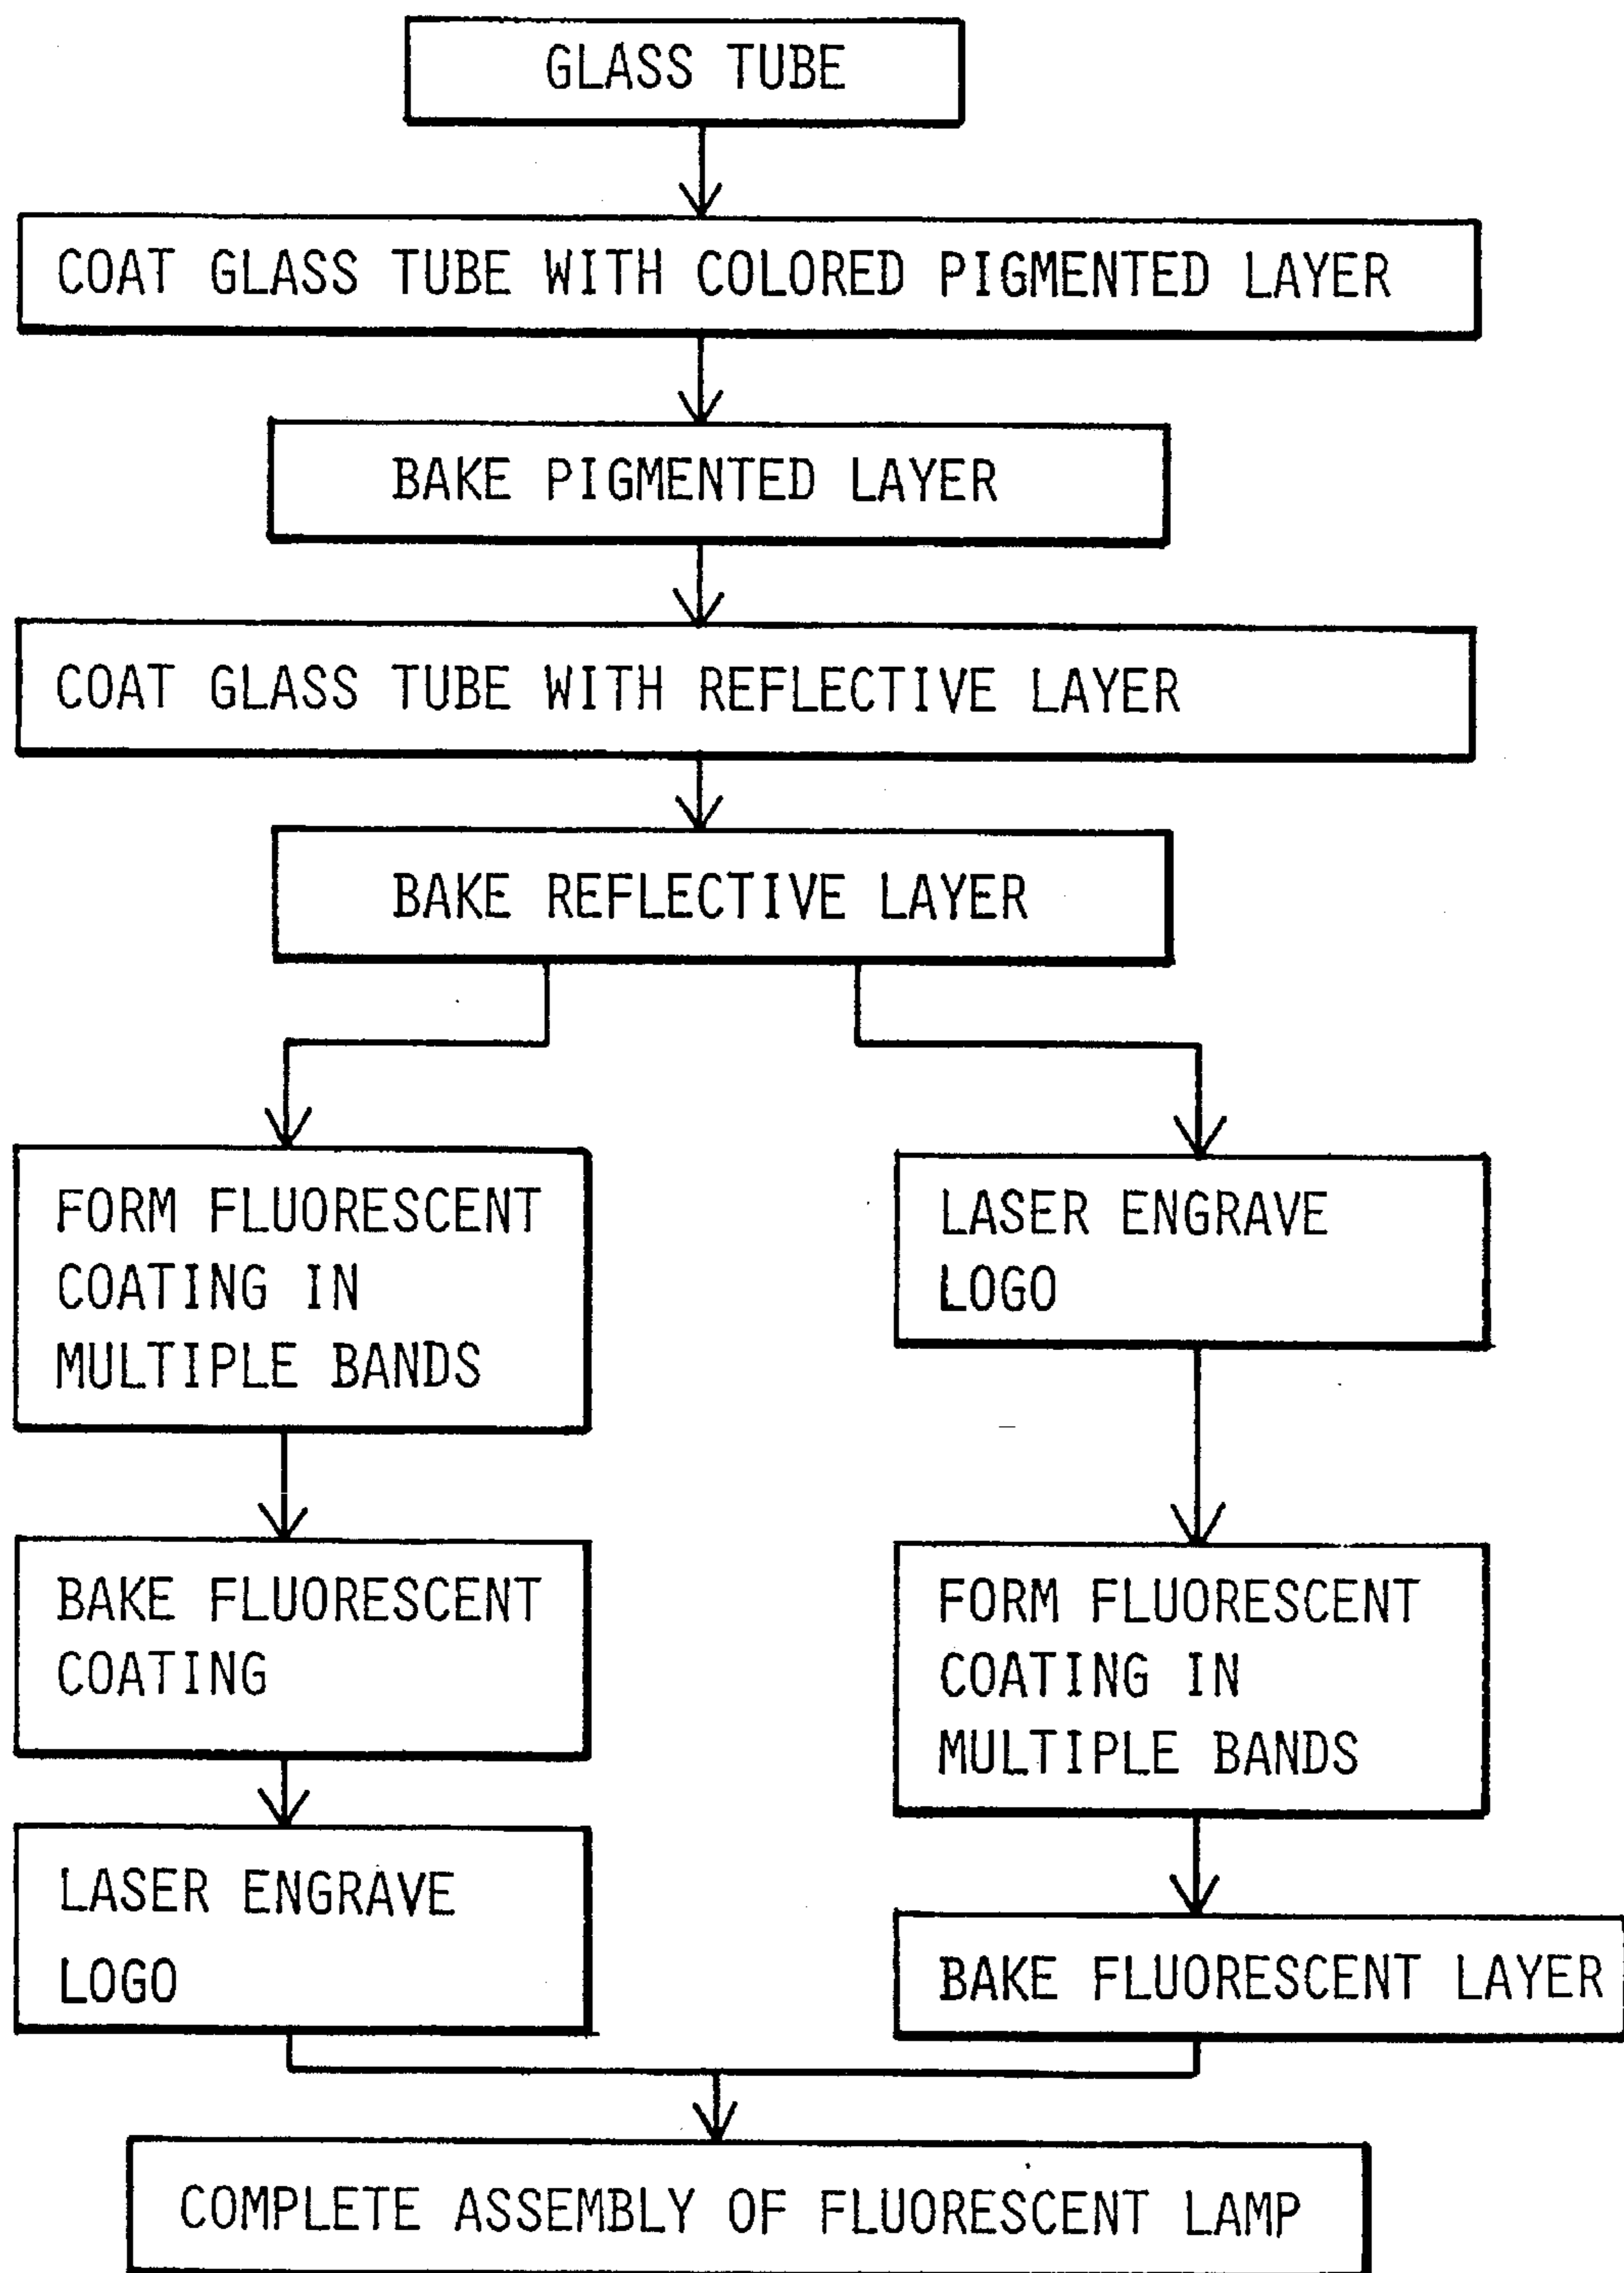 GLASS TUBE
COAT GLASS TUBE WITH COLORED PIGMENTED LAYER
BAKE PIGMENTED LAYER
COAT GLASS TUBE WITH REFLECTIVE LAYER
BAKE REFLECTIVE LAYER
FORM FLUORESCENT
COATING IN
MULTIPLE BANDS
BAKE FLUORESCENT
COATING
LASER ENGRAVE
LOGO
LASER ENGRAVE
LOGO
FORM FLUORESCENT
COATING IN
MULTIPLE BANDS
BAKE FLUORESCENT LAYER
COMPLETE ASSEMBLY OF FLUORESCENT LAMP